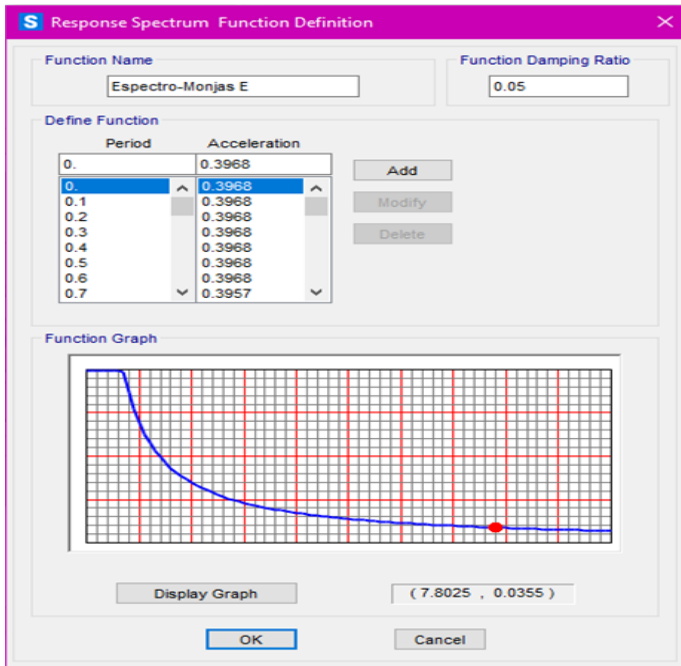 S Response Spectrum Function Definition
Function Name
Function Damping Ratio
Espectro-Monjas E
0.05
Define Function
Period Acceleration
0. 0.3968
Add
0. 0.3968
0.1 0.3968
Modify
0.2 0.3968
0.3 0.3968
Delete
0.4 0.3968
0.5 0.3968
0.6 0.3968
0.7 0.3957
Function Graph
Display Graph
( 7.8025 , 0.0355 )
OK
Cancel